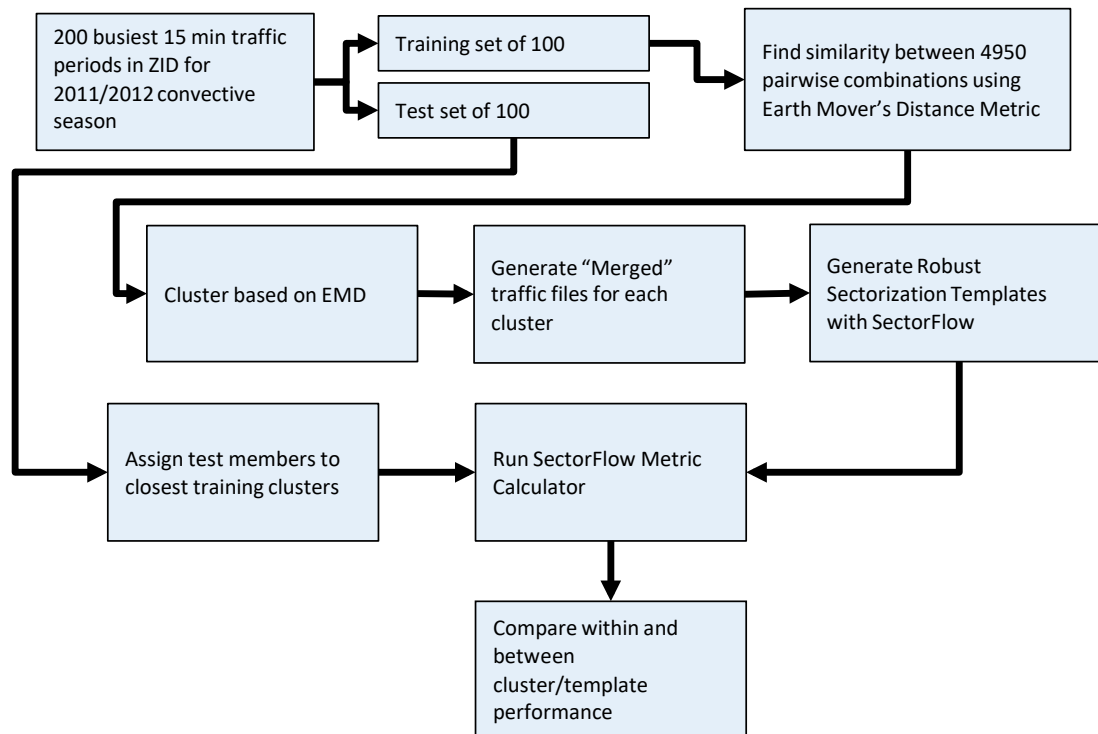 200 busiest 15 min traffic
periods in ZID for
2011/2012 convective
season
Training set of 100
Test set of 100
Find similarity between 4950
pairwise combinations using
Earth Mover’s Distance Metric
Cluster based on EMD
Generate “Merged”
traffic files for each
cluster
Generate Robust
Sectorization Templates
with SectorFlow
Assign test members to
closest training clusters
Run SectorFlow Metric
Calculator
Compare within and
between
cluster/template
performance